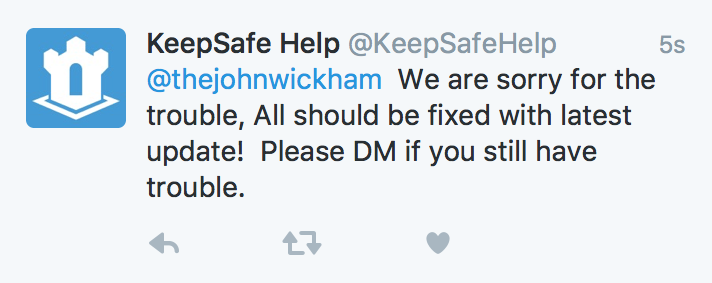 KeepSafe Help @KeepSafeHelp 5s
@thejohnwickham  We are sorry for the
trouble, All should be fixed with latest
update!  Please DM if you still have
trouble.